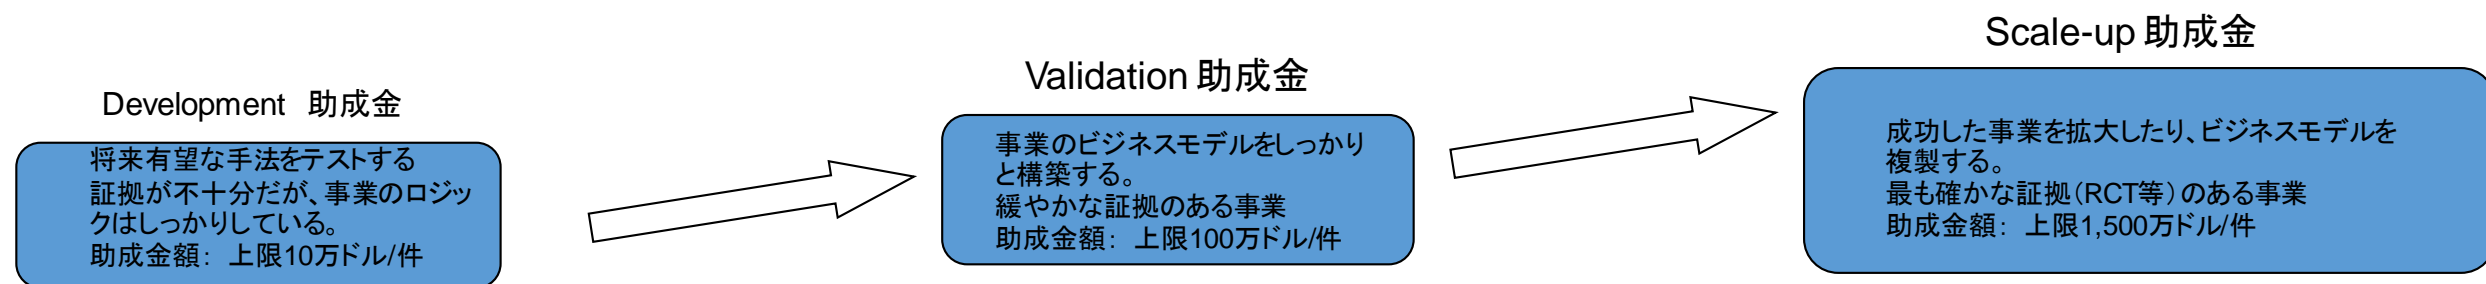 Development　助成金
将来有望な手法をテストする
証拠が不十分だが、事業のロジッ
クはしっかりしている。
助成金額： 上限10万ドル/件
Validation 助成金
事業のビジネスモデルをしっかり
と構築する。
緩やかな証拠のある事業
助成金額： 上限100万ドル/件
Scale-up 助成金
成功した事業を拡大したり、ビジネスモデルを
複製する。
最も確かな証拠（RCT等）のある事業
助成金額： 上限1,500万ドル/件